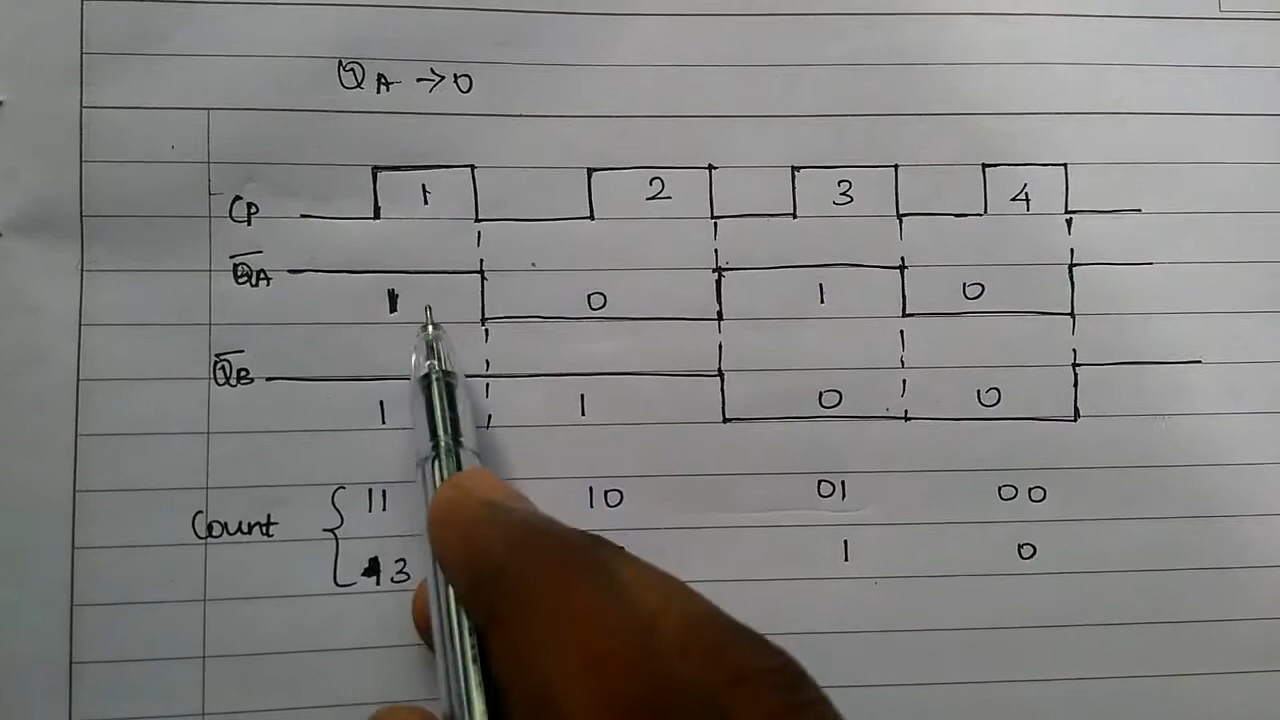 QA → 0
CP 1 2 3 4
Q̅A 1 0 1 0
Q̅B 1 1 0 0
Count { 11 10 01 00
3 1 0